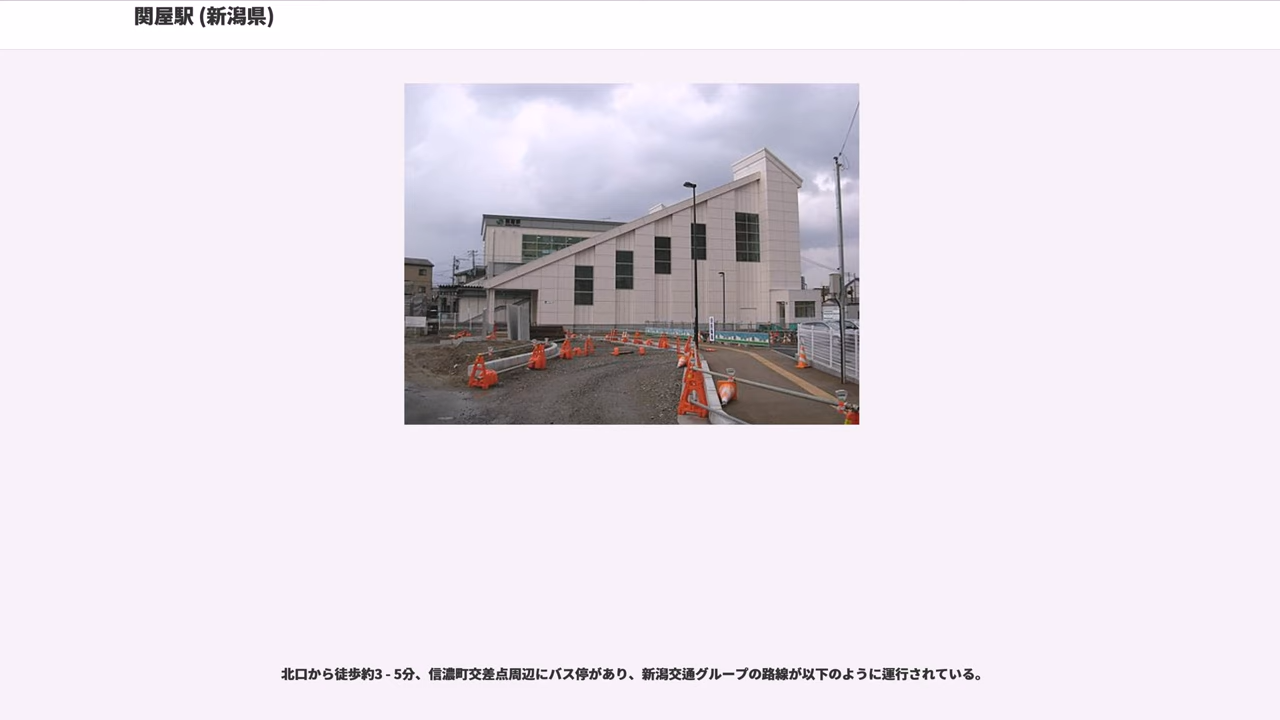 関屋駅 (新潟県)
北口から徒歩約3 - 5分、信濃町交差点周辺にバス停があり、新潟交通グループの路線が以下のように運行されている。